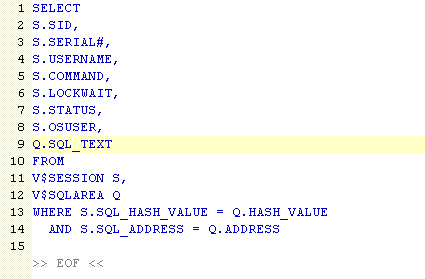 1 SELECT
2 S.SID,
3 S.SERIAL#,
4 S.USERNAME,
5 S.COMMAND,
6 S.LOCKWAIT,
7 S.STATUS,
8 S.OSUSER,
9 Q.SQL_TEXT
10 FROM
11 V$SESSION S,
12 V$SQLAREA Q
13 WHERE S.SQL_HASH_VALUE = Q.HASH_VALUE
14 AND S.SQL_ADDRESS = Q.ADDRESS
15
>> EOF <<